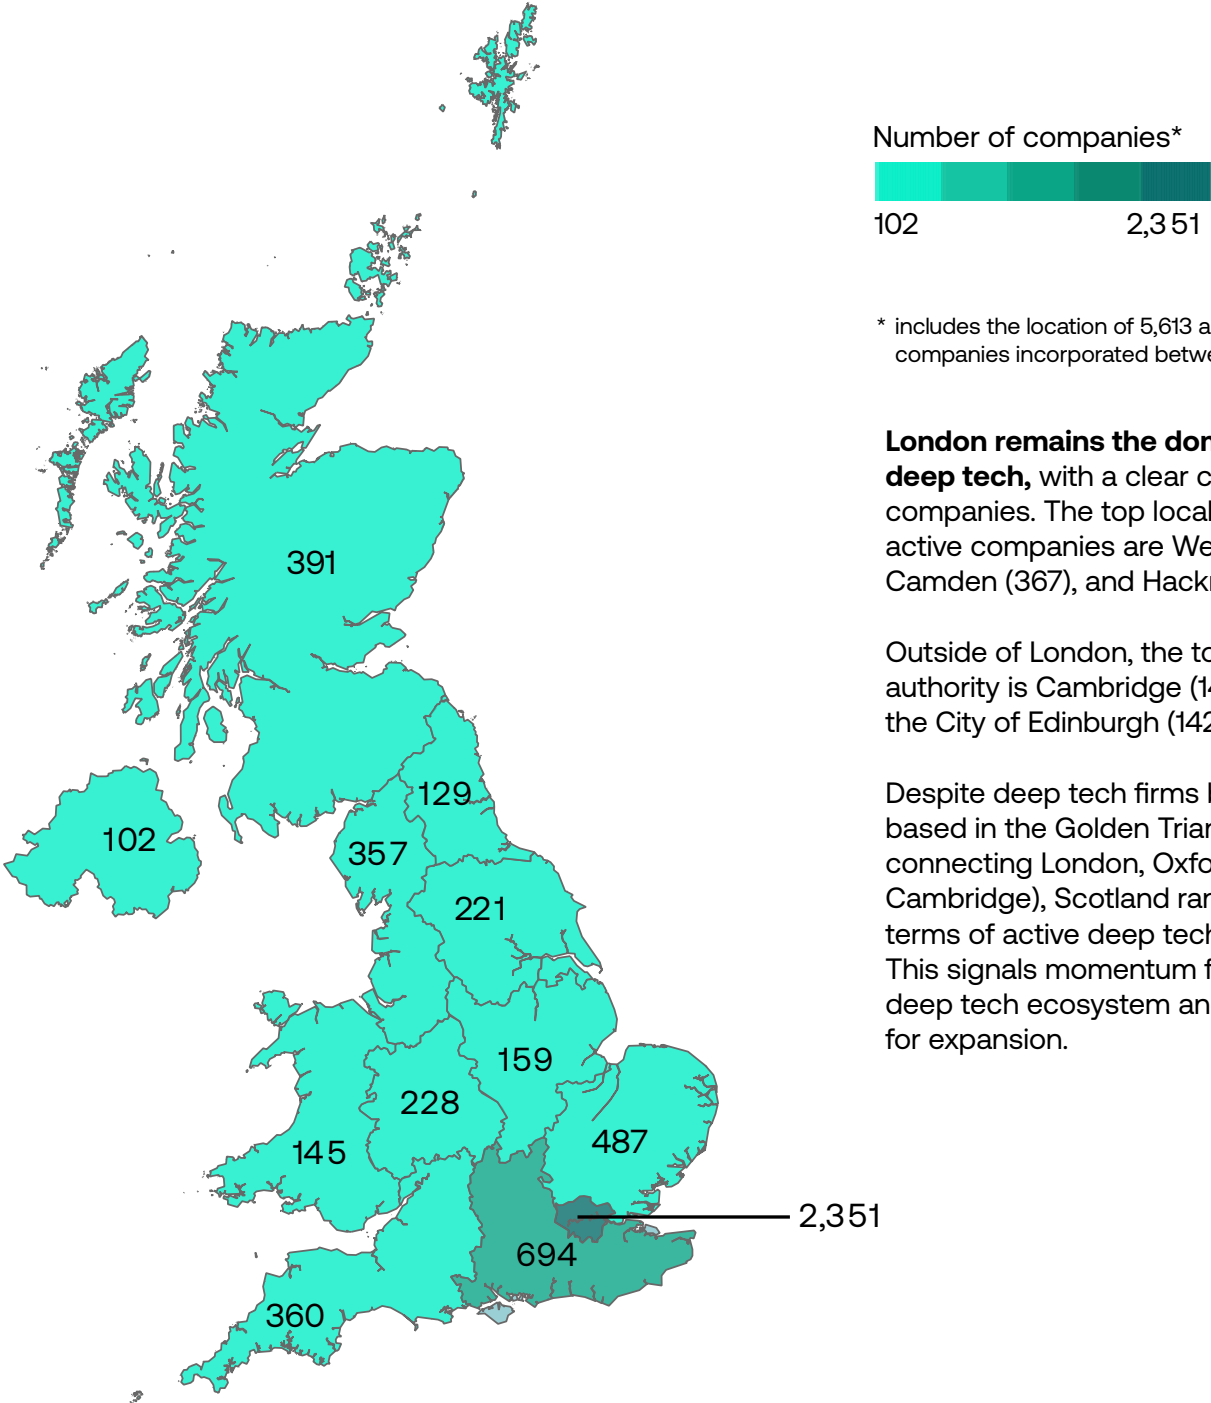 Number of companies*
102 2,351
* includes the location of 5,613 a
companies incorporated betwe
London remains the don
deep tech, with a clear c
companies. The top local
active companies are We
Camden (367), and Hackn
Outside of London, the to
authority is Cambridge (14
the City of Edinburgh (142
Despite deep tech firms b
based in the Golden Trian
connecting London, Oxfo
Cambridge), Scotland ran
terms of active deep tech
This signals momentum f
deep tech ecosystem an
for expansion.
391
129
102
357
221
159
228
487
145
2,351
694
360